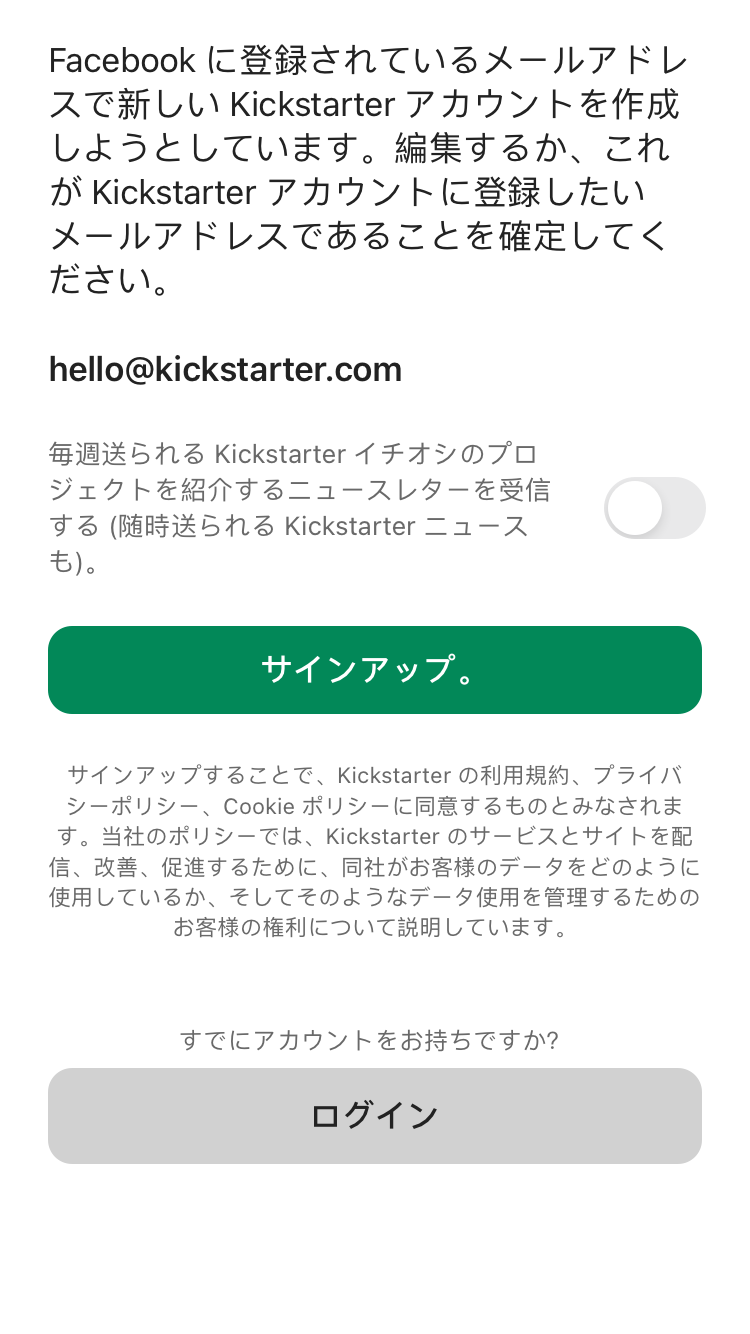 Facebook に登録されているメールアドレ
スで新しい Kickstarter アカウントを作成
しようとしています。編集するか、これ
が Kickstarter アカウントに登録したい
メールアドレスであることを確定してく
ださい。
hello@kickstarter.com
毎週送られる Kickstarter イチオシのプロ
ジェクトを紹介するニュースレターを受信
する (随時送られる Kickstarter ニュース
も)。
サインアップ。
サインアップすることで、Kickstarter の利用規約、プライバ
シーポリシー、Cookie ポリシーに同意するものとみなされま
す。当社のポリシーでは、Kickstarter のサービスとサイトを配
信、改善、促進するために、同社がお客様のデータをどのように
使用しているか、そしてそのようなデータ使用を管理するための
お客様の権利について説明しています。
すでにアカウントをお持ちですか?
ログイン